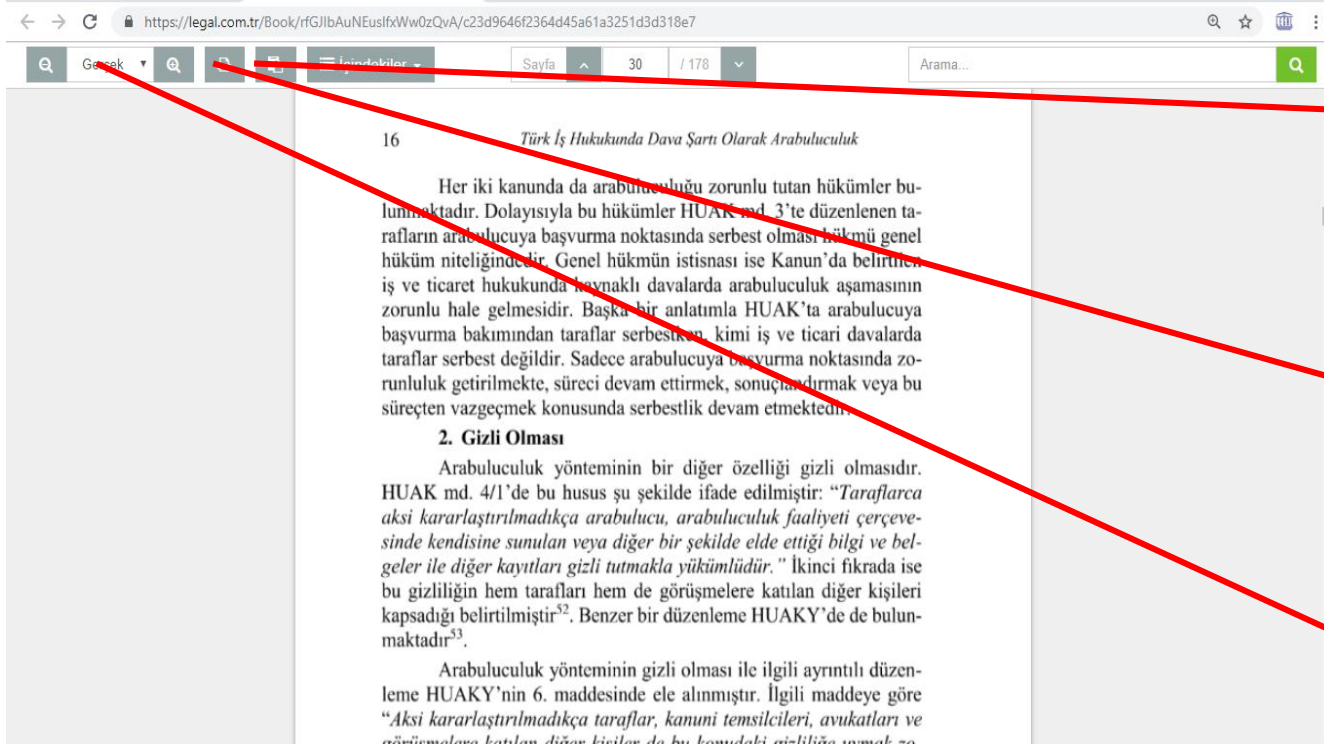 https://legal.com.tr/Book/rfGJIbAuNEuslfxWw0zQvA/c23d9646f2364d45a61a3251d3d318e7
Gerçek İçindekiler Sayfa 30 / 178 Arama...
16 Türk İş Hukukunda Dava Şartı Olarak Arabuluculuk
Her iki kanunda da arabuluculuğu zorunlu tutan hükümler bu-
lunmaktadır. Dolayısıyla bu hükümler HUAK md. 3’te düzenlenen ta-
rafların arabulucuya başvurma noktasında serbest olması hükmü genel
hüküm niteliğindedir. Genel hükmün istisnası ise Kanun’da belirtilen
iş ve ticaret hukukunda kaynaklı davalarda arabuluculuk aşamasının
zorunlu hale gelmesidir. Başka bir anlatımla HUAK’ta arabulucuya
başvurma bakımından taraflar serbestken, kimi iş ve ticari davalarda
taraflar serbest değildir. Sadece arabulucuya başvurma noktasında zo-
runluluk getirilmekte, süreci devam ettirmek, sonuçlandırmak veya bu
süreçten vazgeçmek konusunda serbestlik devam etmektedir.
2. Gizli Olması
Arabuluculuk yönteminin bir diğer özelliği gizli olmasıdır.
HUAK md. 4/1’de bu husus şu şekilde ifade edilmiştir: “Taraflarca
aksi kararlaştırılmadıkça arabulucu, arabuluculuk faaliyeti çerçeve-
sinde kendisine sunulan veya diğer bir şekilde elde ettiği bilgi ve bel-
geler ile diğer kayıtları gizli tutmakla yükümlüdür.” İkinci fıkrada ise
bu gizliliğin hem tarafları hem de görüşmelere katılan diğer kişileri
kapsadığı belirtilmiştir52. Benzer bir düzenleme HUAKY’de de bulun-
maktadır53.
Arabuluculuk yönteminin gizli olması ile ilgili ayrıntılı düzen-
leme HUAKY’nin 6. maddesinde ele alınmıştır. İlgili maddeye göre
“Aksi kararlaştırılmadıkça taraflar, kanuni temsilcileri, avukatları ve
görüşmelere katılan diğer kişiler de bu konudaki gizliliğe uymak zo-